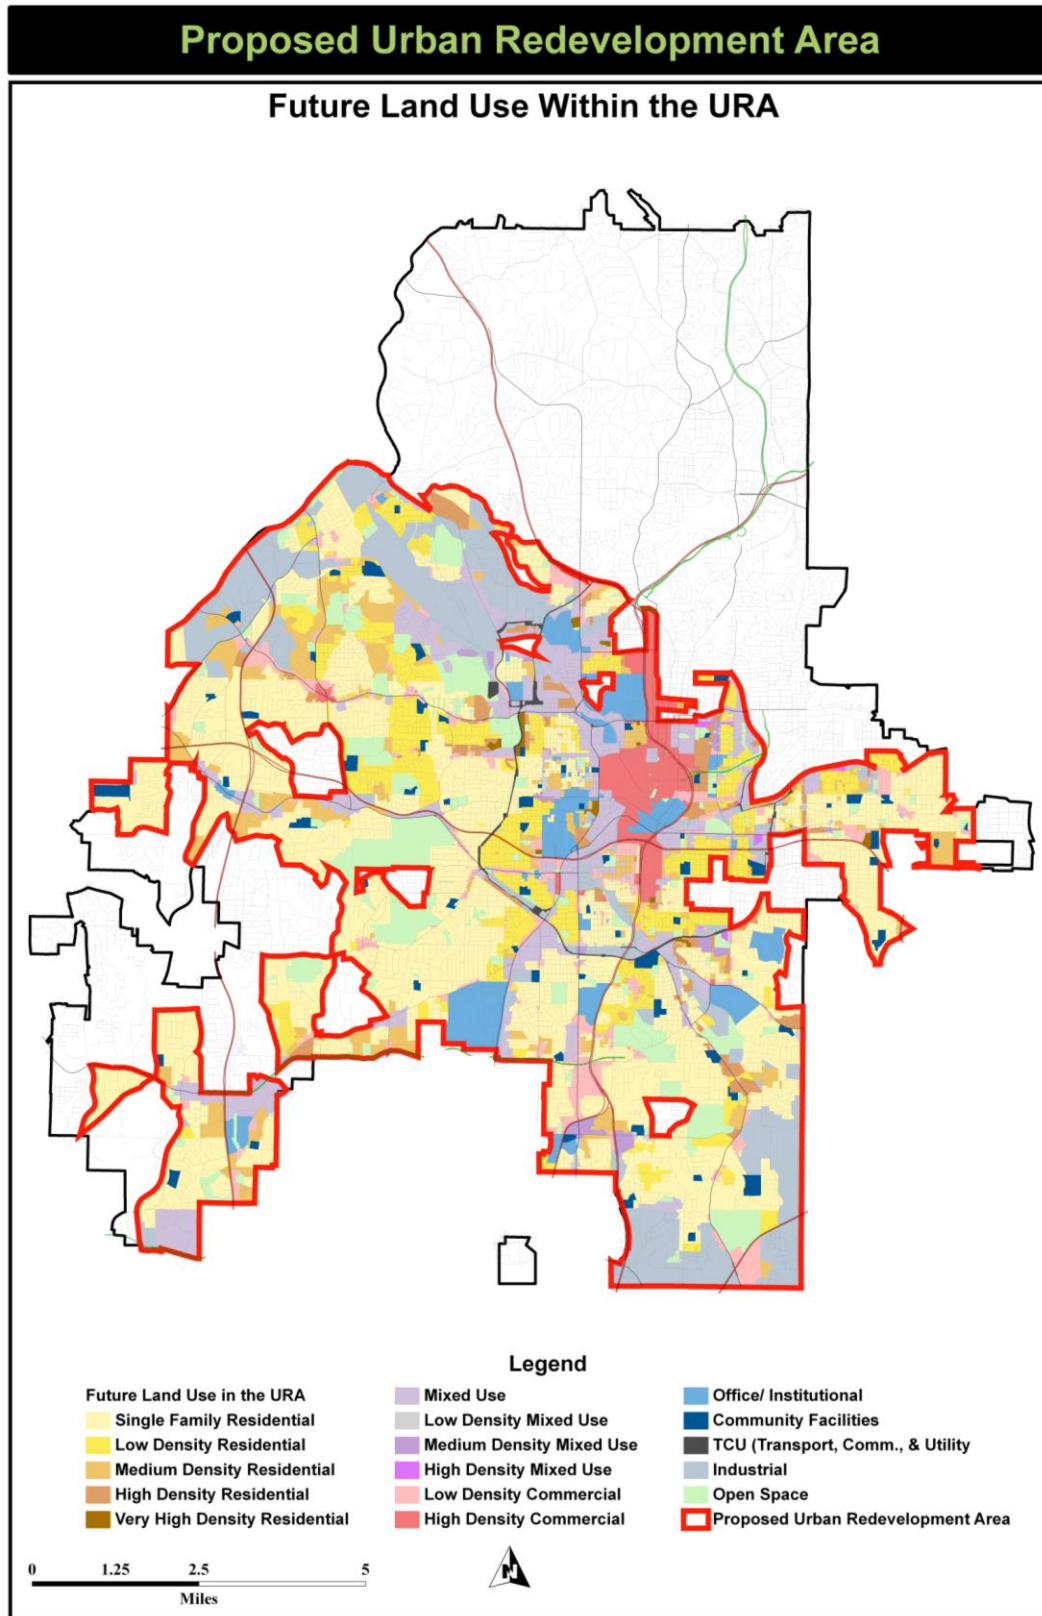 Proposed Urban Redevelopment Area
Future Land Use Within the URA
Legend
Future Land Use in the URA
Single Family Residential
Low Density Residential
Medium Density Residential
High Density Residential
Very High Density Residential
Mixed Use
Low Density Mixed Use
Medium Density Mixed Use
High Density Mixed Use
Low Density Commercial
High Density Commercial
Office/ Institutional
Community Facilities
TCU (Transport, Comm., & Utility
Industrial
Open Space
Proposed Urban Redevelopment Area
0 1.25 2.5 5
Miles
N